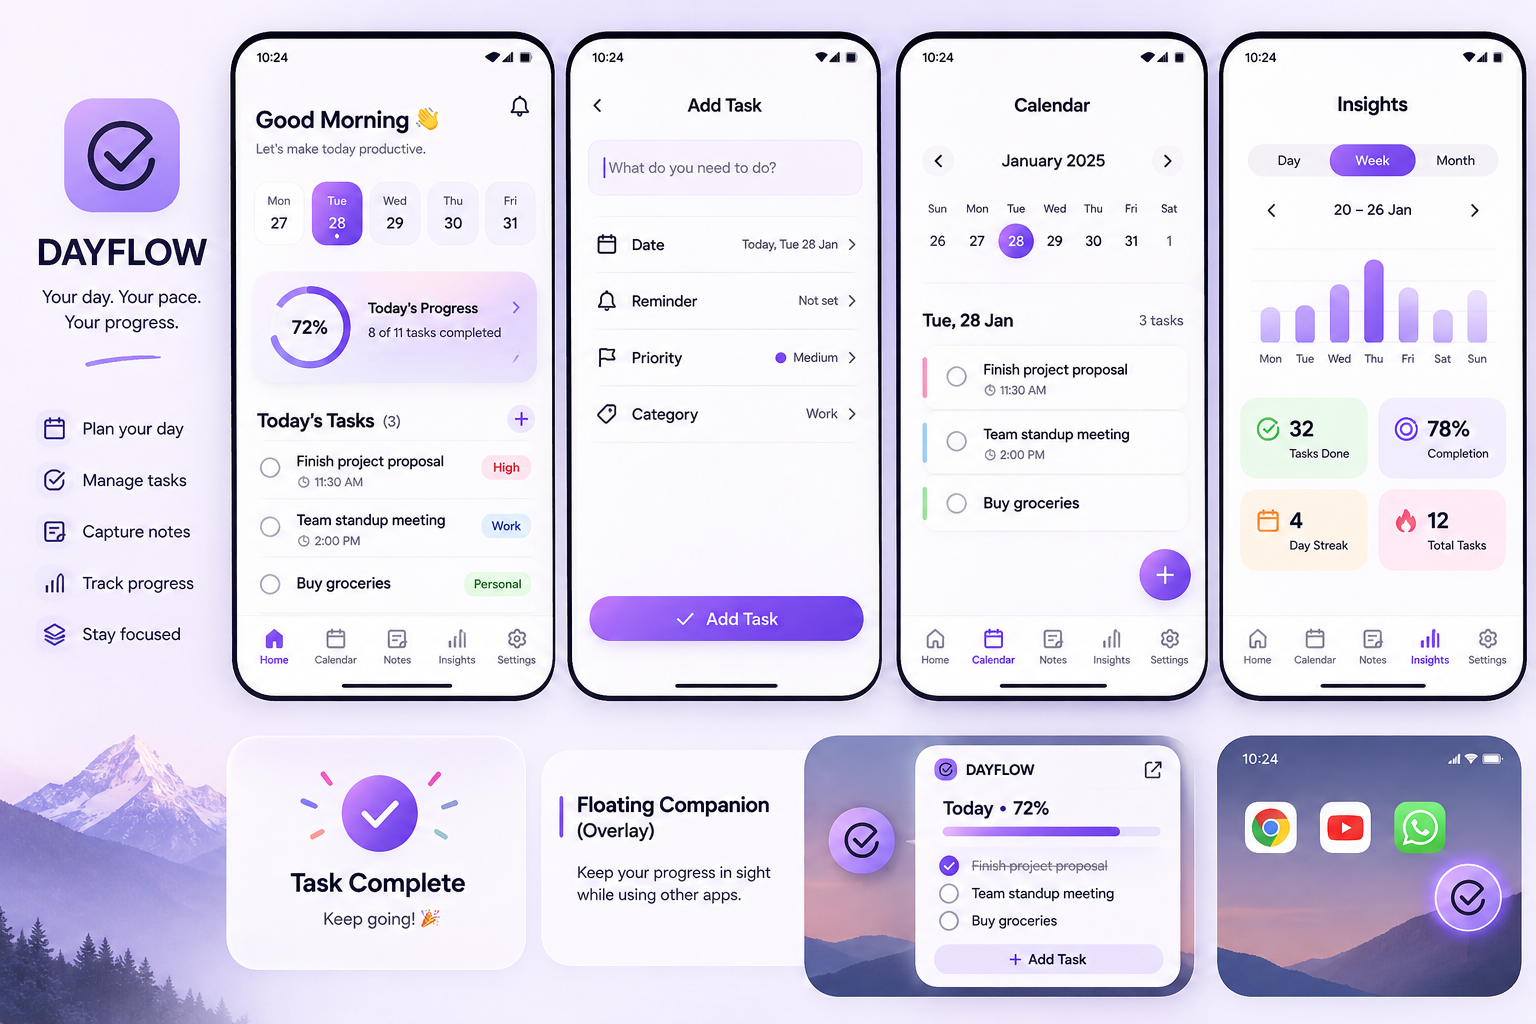 DAYFLOW
Your day. Your pace.
Your progress.
Plan your day
Manage tasks
Capture notes
Track progress
Stay focused
10:24
Good Morning 👋
Let's make today productive.
Mon Tue Wed Thu Fri
27 28 29 30 31
72%
Today's Progress
8 of 11 tasks completed
Today's Tasks (3)
Finish project proposal
11:30 AM
High
Team standup meeting
2:00 PM
Work
Buy groceries
Personal
Home Calendar Notes Insights Settings
10:24
Add Task
What do you need to do?
Date Today, Tue 28 Jan
Reminder Not set
Priority Medium
Category Work
Add Task
10:24
Calendar
January 2025
Sun Mon Tue Wed Thu Fri Sat
26 27 28 29 30 31 1
Tue, 28 Jan 3 tasks
Finish project proposal
11:30 AM
Team standup meeting
2:00 PM
Buy groceries
Home Calendar Notes Insights Settings
10:24
Insights
Day Week Month
20 – 26 Jan
Mon Tue Wed Thu Fri Sat Sun
32
Tasks Done
78%
Completion
4
Day Streak
12
Total Tasks
Home Calendar Notes Insights Settings
Task Complete
Keep going! 🎉
Floating Companion
(Overlay)
Keep your progress in sight
while using other apps.
DAYFLOW
Today • 72%
Finish project proposal
Team standup meeting
Buy groceries
+ Add Task
10:24